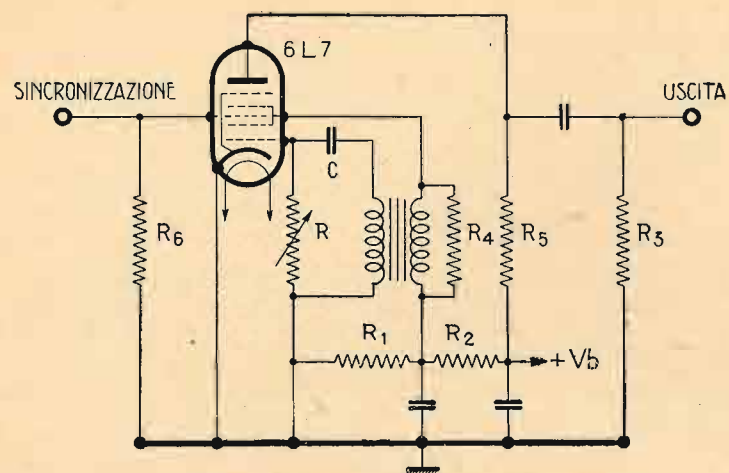 6L7
SINCRONIZZAZIONE
USCITA
C
R6
R
R4
R5
R3
R1
R2
+Vb